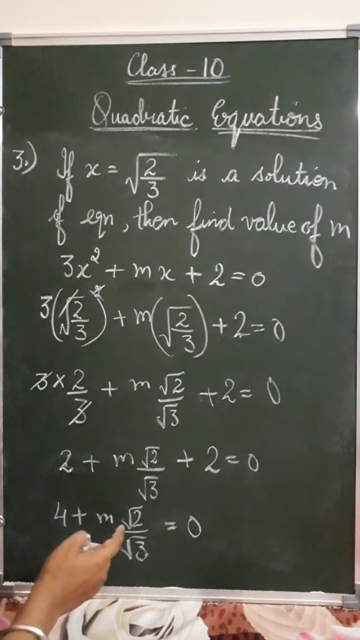 Class - 10
Quadratic Equations
3.) If x = √(2/3) is a solution
of eqn, then find value of m
3x² + mx + 2 = 0
3(√(2/3))² + m(√(2/3)) + 2 = 0
3 × 2/3 + m √2/√3 + 2 = 0
2 + m √2/√3 + 2 = 0
4 + m √2/√3 = 0